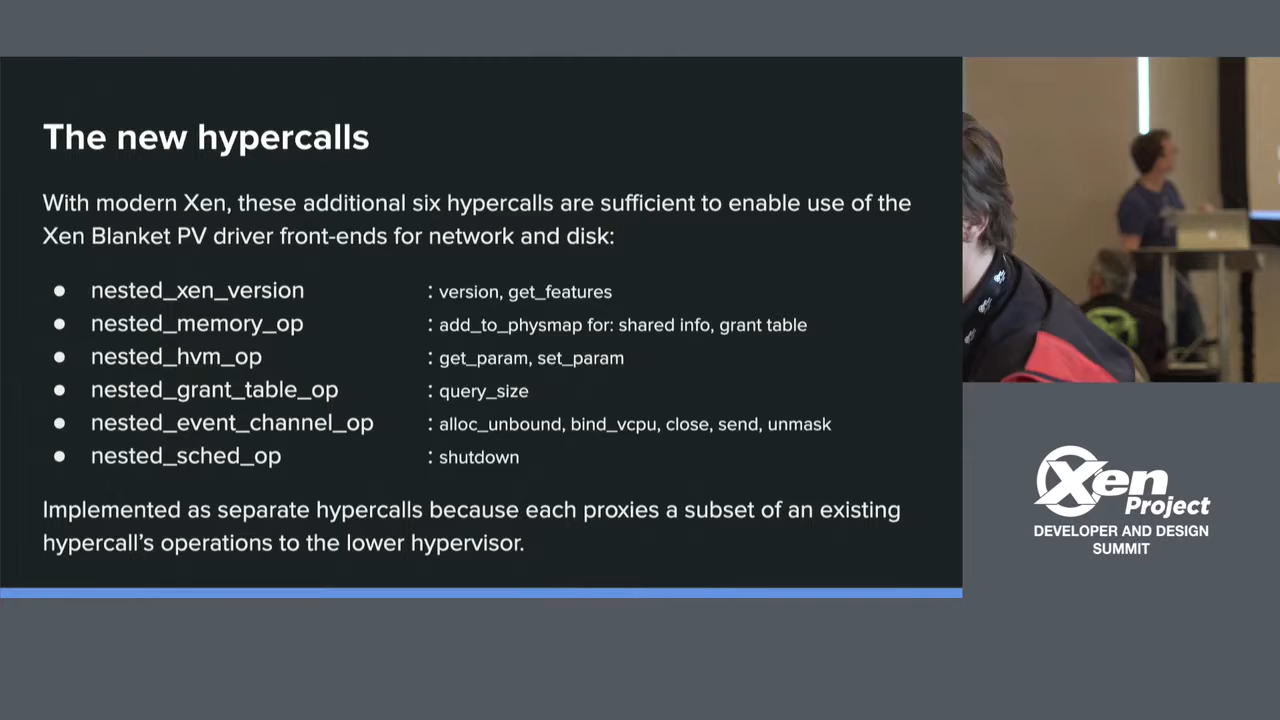 The new hypercalls
With modern Xen, these additional six hypercalls are sufficient to enable use of the
Xen Blanket PV driver front-ends for network and disk:
● nested_xen_version : version, get_features
● nested_memory_op : add_to_physmap for: shared info, grant table
● nested_hvm_op : get_param, set_param
● nested_grant_table_op : query_size
● nested_event_channel_op : alloc_unbound, bind_vcpu, close, send, unmask
● nested_sched_op : shutdown
Implemented as separate hypercalls because each proxies a subset of an existing
hypercall’s operations to the lower hypervisor.
Xen
Project
DEVELOPER AND DESIGN
SUMMIT